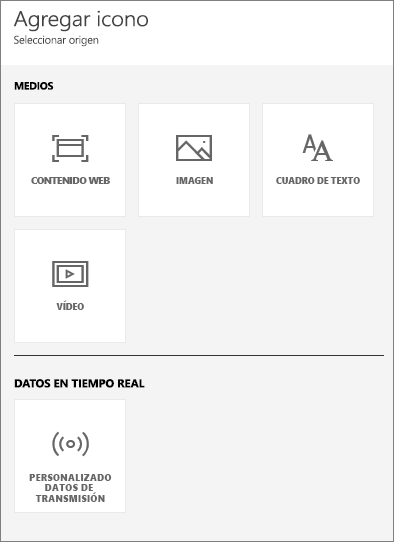 Agregar icono
Seleccionar origen
MEDIOS
CONTENIDO WEB
IMAGEN
CUADRO DE TEXTO
VÍDEO
DATOS EN TIEMPO REAL
PERSONALIZADO
DATOS DE
TRANSMISIÓN